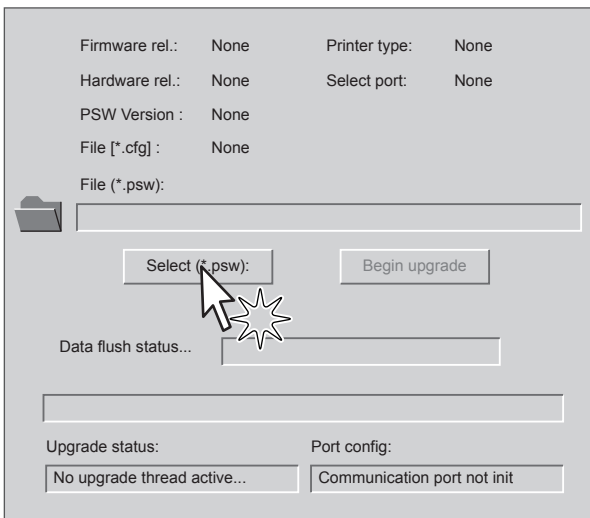 Firmware rel.: None Printer type: None
Hardware rel.: None Select port: None
PSW Version : None
File [*.cfg] : None
File (*.psw):
Select (*.psw): Begin upgrade
Data flush status...
Upgrade status: Port config:
No upgrade thread active... Communication port not init